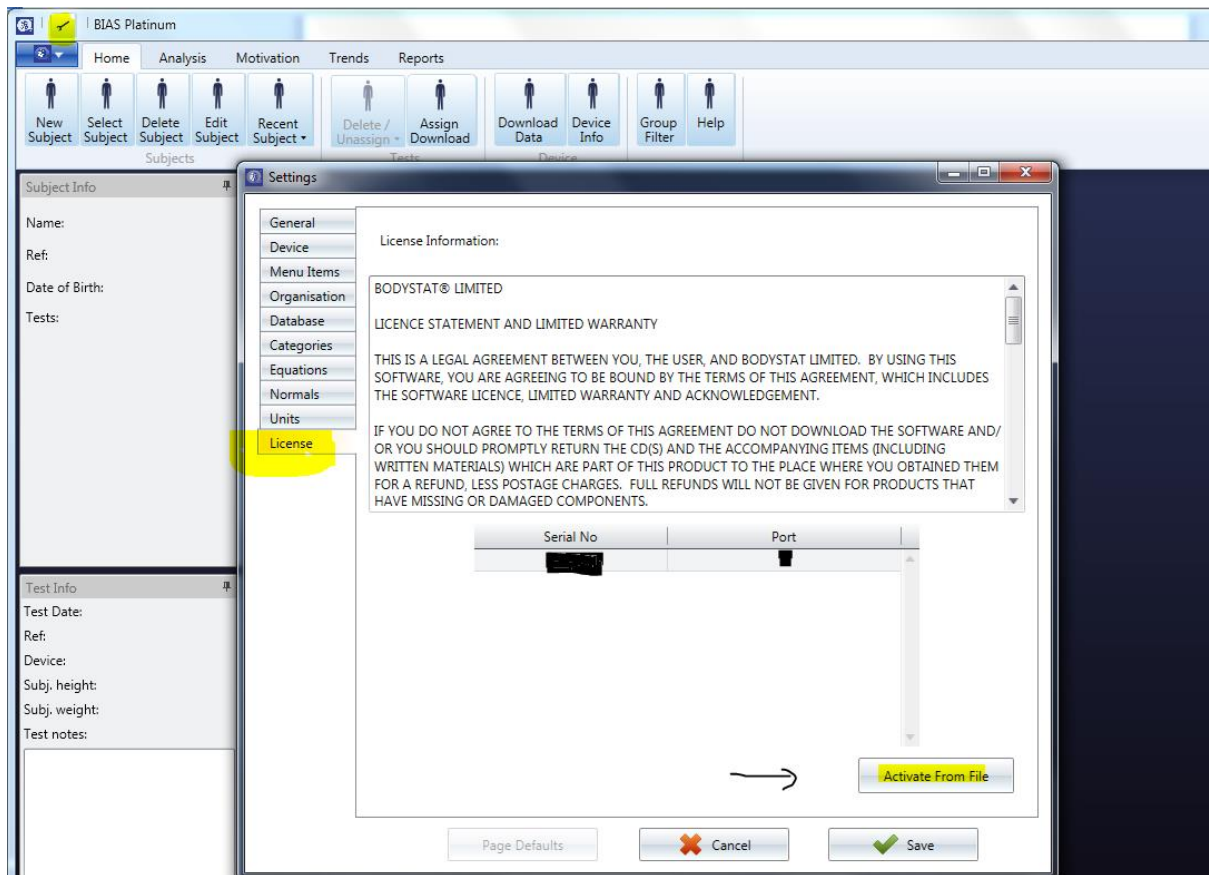 BIAS Platinum
Home Analysis Motivation Trends Reports
New Subject Select Subject Delete Subject Edit Subject Recent Subject Delete / Unassign Assign Download Download Data Device Info Group Filter Help
Subjects Tests Device
Subject Info
Name:
Ref:
Date of Birth:
Tests:
Test Info
Test Date:
Ref:
Device:
Subj. height:
Subj. weight:
Test notes:
Settings
General
Device
Menu Items
Organisation
Database
Categories
Equations
Normals
Units
License
License Information:
BODYSTAT® LIMITED
LICENCE STATEMENT AND LIMITED WARRANTY
THIS IS A LEGAL AGREEMENT BETWEEN YOU, THE USER, AND BODYSTAT LIMITED. BY USING THIS
SOFTWARE, YOU ARE AGREEING TO BE BOUND BY THE TERMS OF THIS AGREEMENT, WHICH INCLUDES
THE SOFTWARE LICENCE, LIMITED WARRANTY AND ACKNOWLEDGEMENT.
IF YOU DO NOT AGREE TO THE TERMS OF THIS AGREEMENT DO NOT DOWNLOAD THE SOFTWARE AND/
OR YOU SHOULD PROMPTLY RETURN THE CD(S) AND THE ACCOMPANYING ITEMS (INCLUDING
WRITTEN MATERIALS) WHICH ARE PART OF THIS PRODUCT TO THE PLACE WHERE YOU OBTAINED THEM
FOR A REFUND, LESS POSTAGE CHARGES. FULL REFUNDS WILL NOT BE GIVEN FOR PRODUCTS THAT
HAVE MISSING OR DAMAGED COMPONENTS.
Serial No Port
Activate From File
Page Defaults Cancel Save